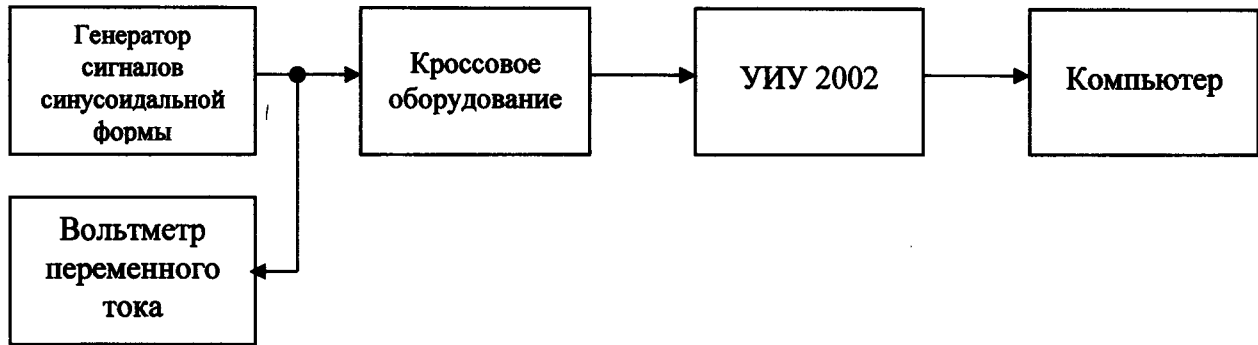 Генератор
сигналов
синусоидальной
формы
Кроссовое
оборудование
УИУ 2002
Компьютер
Вольтметр
переменного
тока